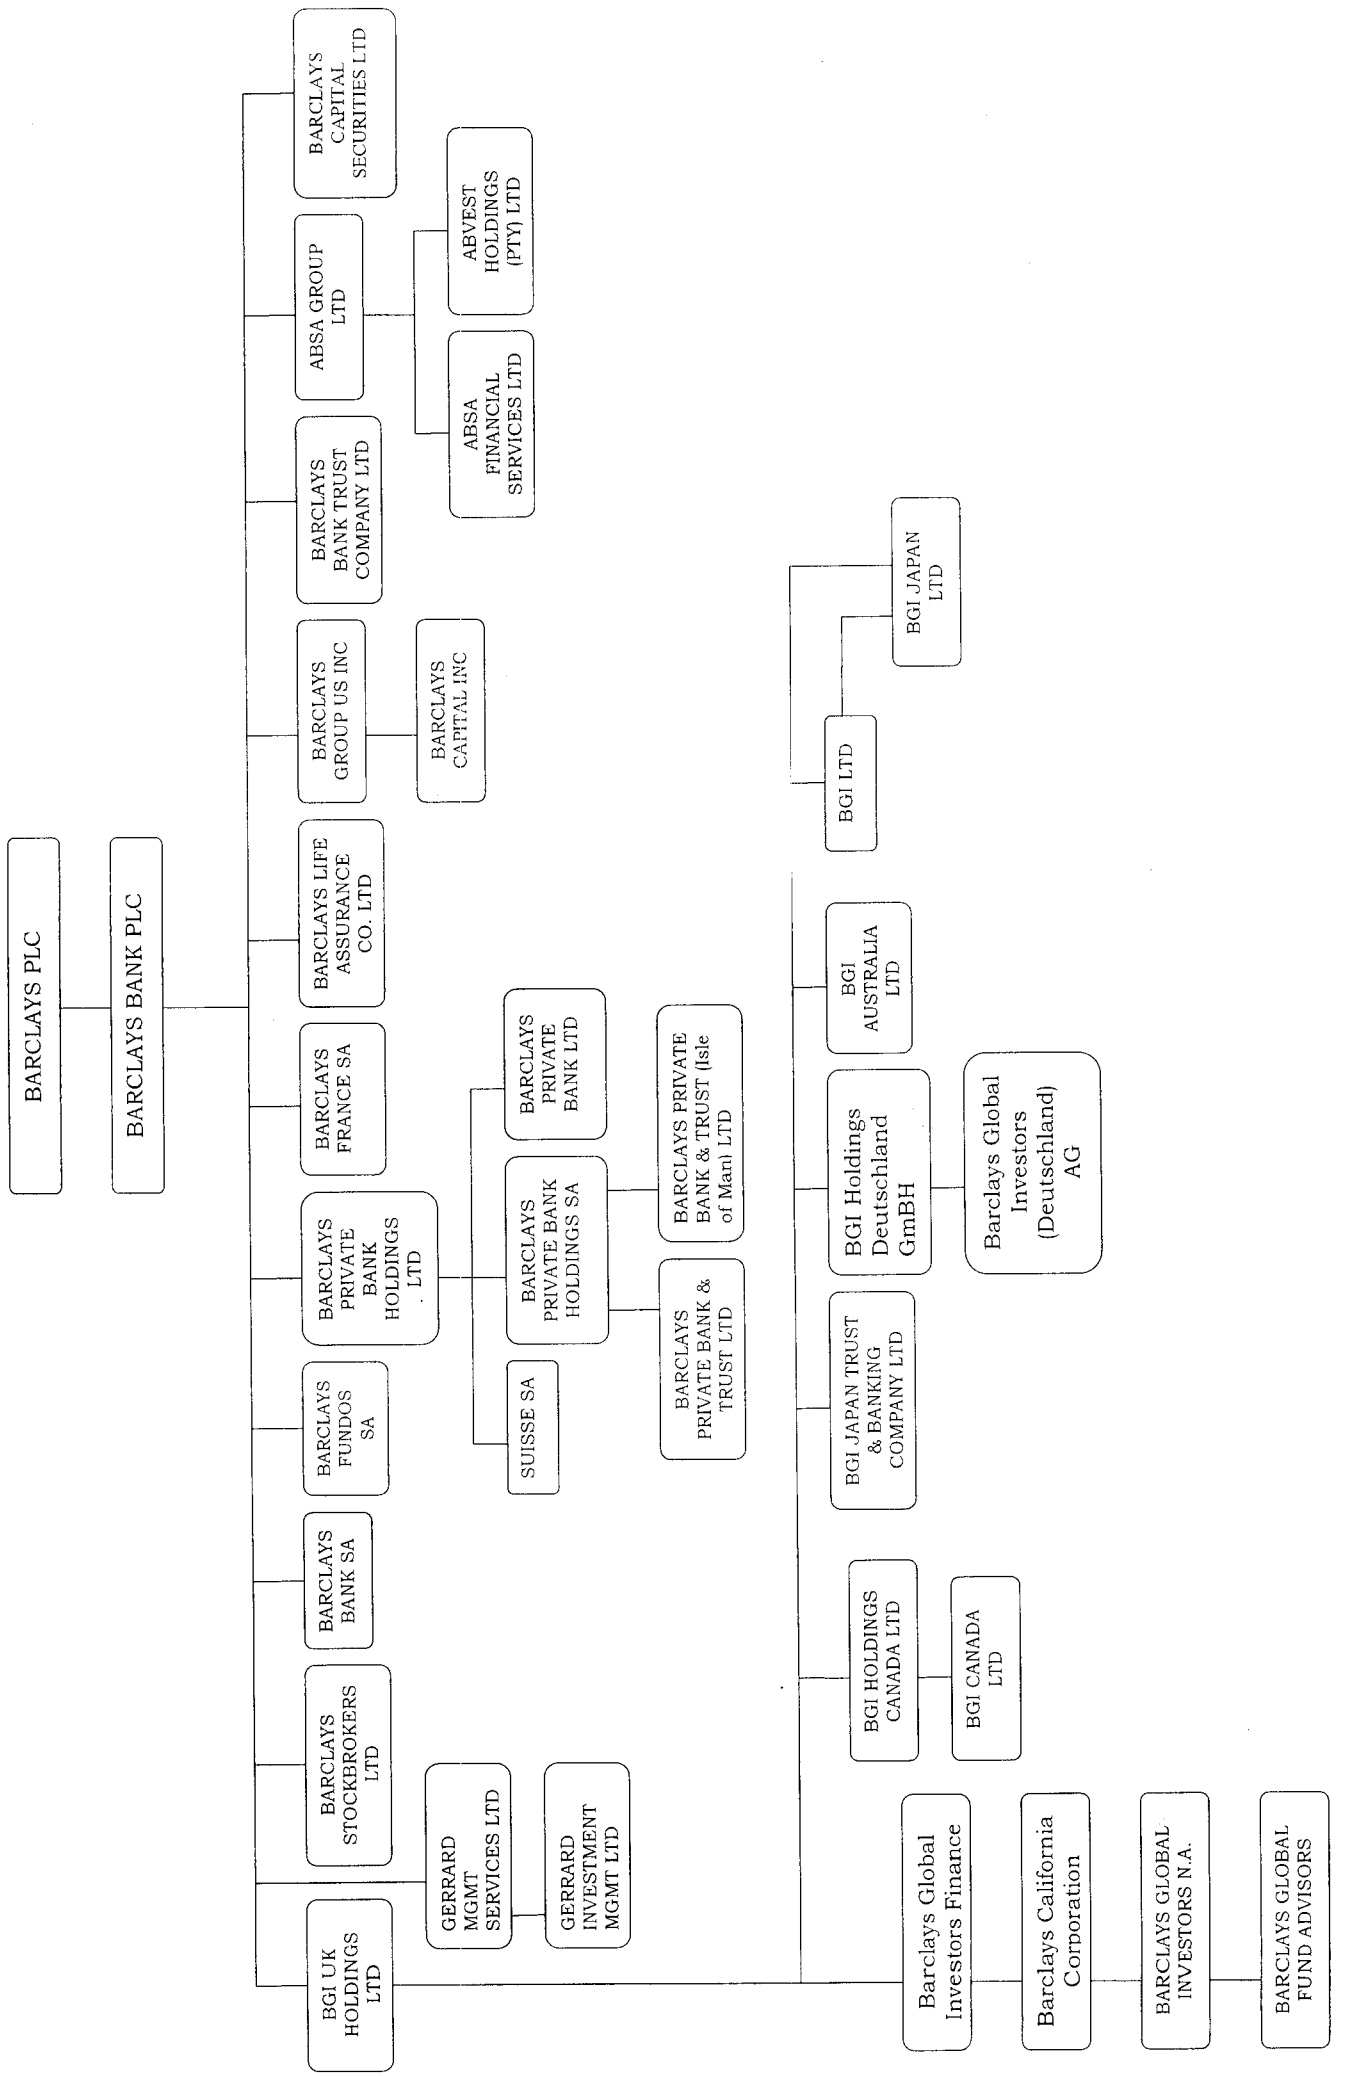 BARCLAYS PLC
BARCLAYS BANK PLC
BGI UK
HOLDINGS
LTD
GERRARD
MGMT
SERVICES LTD
GERRARD
INVESTMENT
MGMT LTD
BARCLAYS
STOCKBROKERS
LTD
BARCLAYS
BANK SA
BARCLAYS
FUNDOS
SA
BARCLAYS
PRIVATE
BANK
HOLDINGS
LTD
BARCLAYS
FRANCE SA
BARCLAYS LIFE
ASSURANCE
CO. LTD
BARCLAYS
GROUP US INC
BARCLAYS
CAPITAL INC
BARCLAYS
BANK TRUST
COMPANY LTD
ABSA GROUP
LTD
ABSA
FINANCIAL
SERVICES LTD
ABVEST
HOLDINGS
(PTY) LTD
BARCLAYS
CAPITAL
SECURITIES LTD
SUISSE SA
BARCLAYS
PRIVATE BANK
HOLDINGS SA
BARCLAYS
PRIVATE
BANK LTD
BARCLAYS
PRIVATE BANK &
TRUST LTD
BARCLAYS PRIVATE
BANK & TRUST (Isle
of Man) LTD
Barclays Global
Investors Finance
Barclays California
Corporation
BARCLAYS GLOBAL
INVESTORS N.A.
BARCLAYS GLOBAL
FUND ADVISORS
BGI HOLDINGS
CANADA LTD
BGI CANADA
LTD
BGI JAPAN TRUST
& BANKING
COMPANY LTD
BGI Holdings
Deutschland
GmBH
Barclays Global
Investors
(Deutschland)
AG
BGI
AUSTRALIA
LTD
BGI LTD
BGI JAPAN
LTD